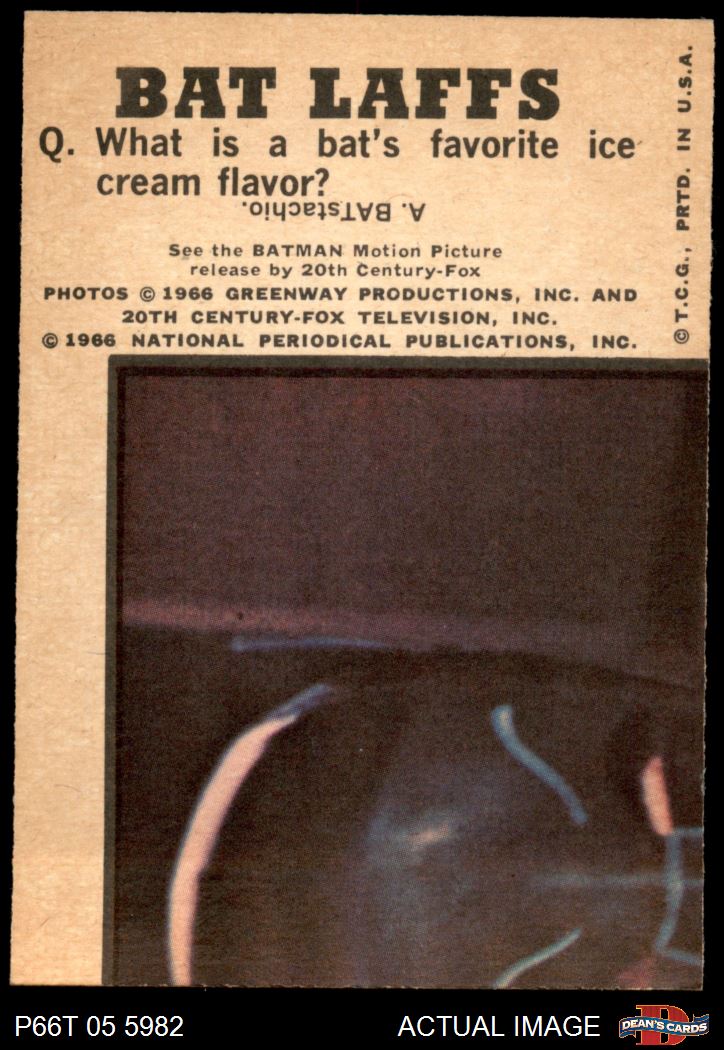 BAT LAFFS
Q. What is a bat's favorite ice
cream flavor?
A. BATstachio.
See the BATMAN Motion Picture
release by 20th Century-Fox
PHOTOS © 1966 GREENWAY PRODUCTIONS, INC. AND
20TH CENTURY-FOX TELEVISION, INC.
© 1966 NATIONAL PERIODICAL PUBLICATIONS, INC.
© T.C.G., PRTD. IN U.S.A.
P66T 05 5982
ACTUAL IMAGE
D
DEAN'S CARDS